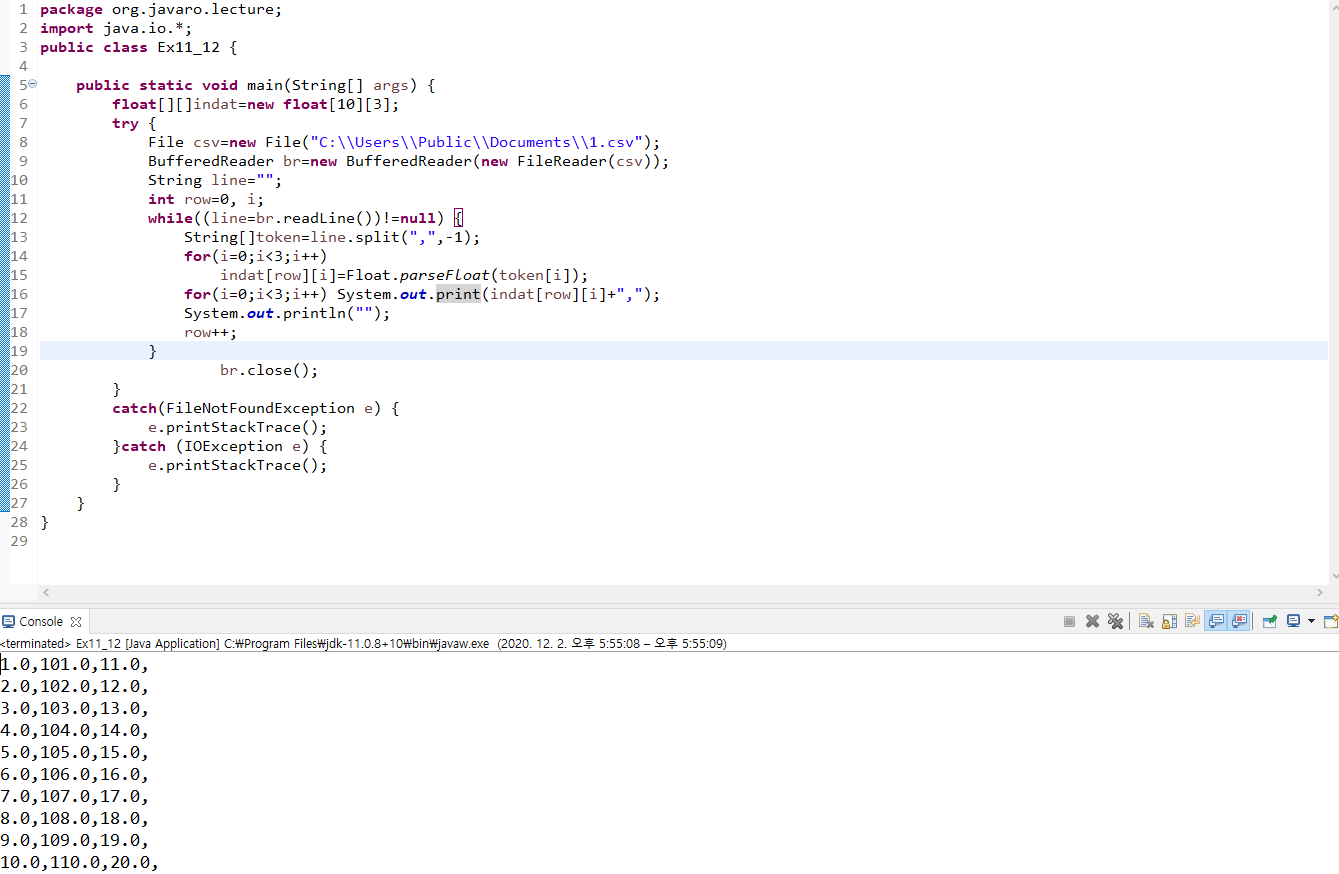 1 package org.javaro.lecture;
2 import java.io.*;
3 public class Ex11_12 {
4
5     public static void main(String[] args) {
6         float[][]indat=new float[10][3];
7         try {
8             File csv=new File("C:\\Users\\Public\\Documents\\1.csv");
9             BufferedReader br=new BufferedReader(new FileReader(csv));
10             String line="";
11             int row=0, i;
12             while((line=br.readLine())!=null) {
13                 String[]token=line.split(",",-1);
14                 for(i=0;i<3;i++)
15                     indat[row][i]=Float.parseFloat(token[i]);
16                 for(i=0;i<3;i++) System.out.print(indat[row][i]+",");
17                 System.out.println("");
18                 row++;
19             }
20                     br.close();
21         }
22         catch(FileNotFoundException e) {
23             e.printStackTrace();
24         }catch (IOException e) {
25             e.printStackTrace();
26         }
27     }
28 }
29
Console
<terminated> Ex11_12 [Java Application] C:₩Program Files₩jdk-11.0.8+10₩bin₩javaw.exe (2020. 12. 2. 오후 5:55:08 – 오후 5:55:09)
1.0,101.0,11.0,
2.0,102.0,12.0,
3.0,103.0,13.0,
4.0,104.0,14.0,
5.0,105.0,15.0,
6.0,106.0,16.0,
7.0,107.0,17.0,
8.0,108.0,18.0,
9.0,109.0,19.0,
10.0,110.0,20.0,